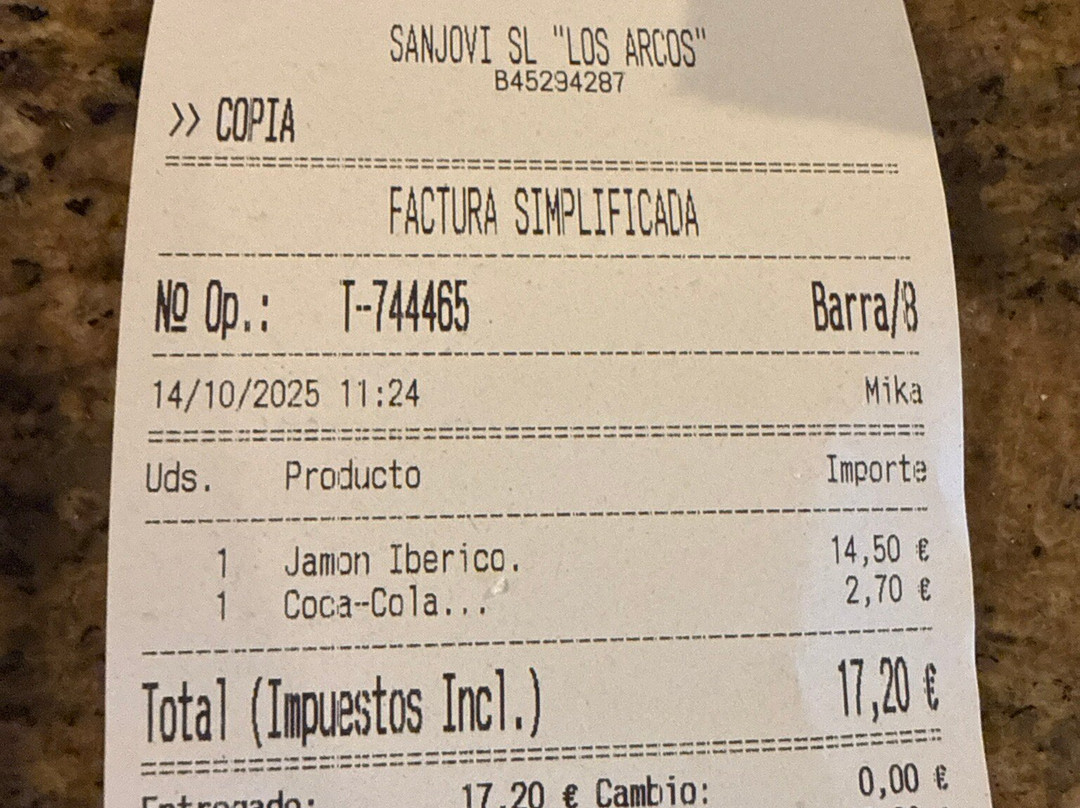 SANJOVI SL "LOS ARCOS"
B45294287
>> COPIA
FACTURA SIMPLIFICADA
Nº Op.: T-744465 Barra/8
14/10/2025 11:24 Mika
Uds. Producto Importe
1 Jamon Iberico. 14,50 €
1 Coca-Cola... 2,70 €
Total (Impuestos Incl.) 17,20 €
Entregado: 17,20 € Cambio: 0,00 €